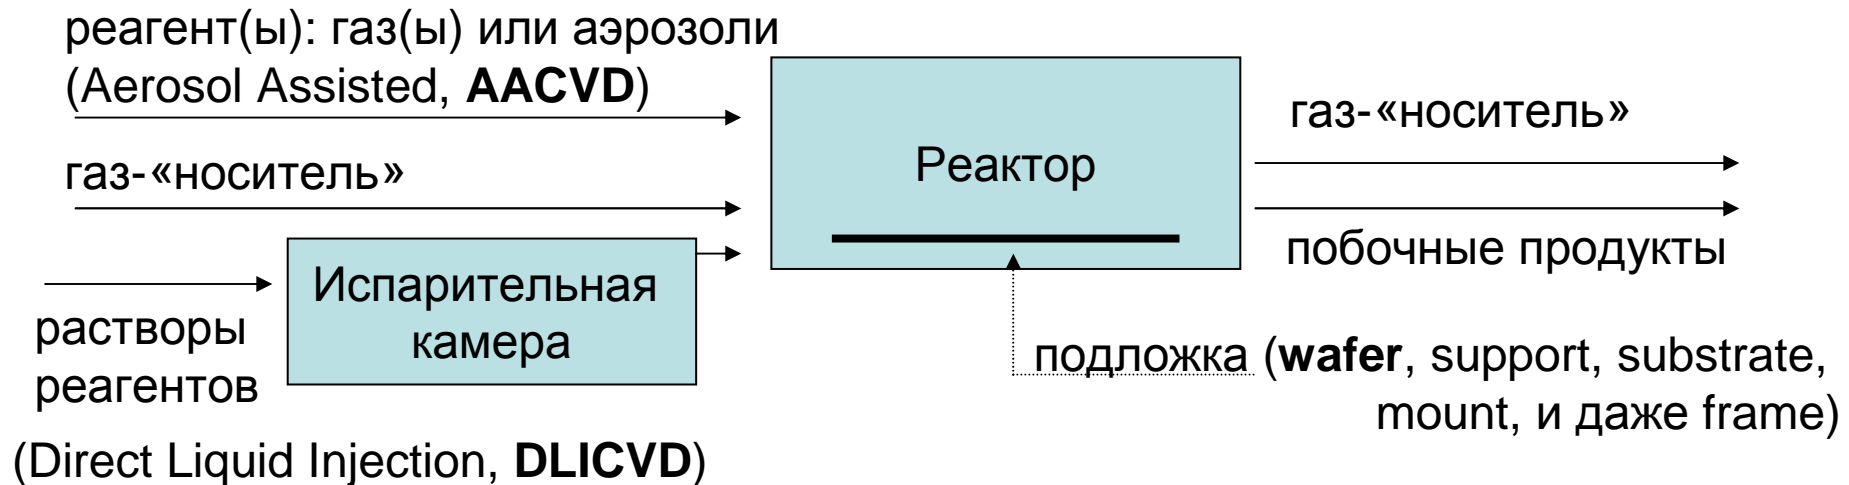 реагент(ы): газ(ы) или аэрозоли
(Aerosol Assisted, AACVD)
газ-«носитель»
Реактор
газ-«носитель»
побочные продукты
Испарительная
камера
растворы
реагентов
(Direct Liquid Injection, DLICVD)
подложка (wafer, support, substrate,
mount, и даже frame)